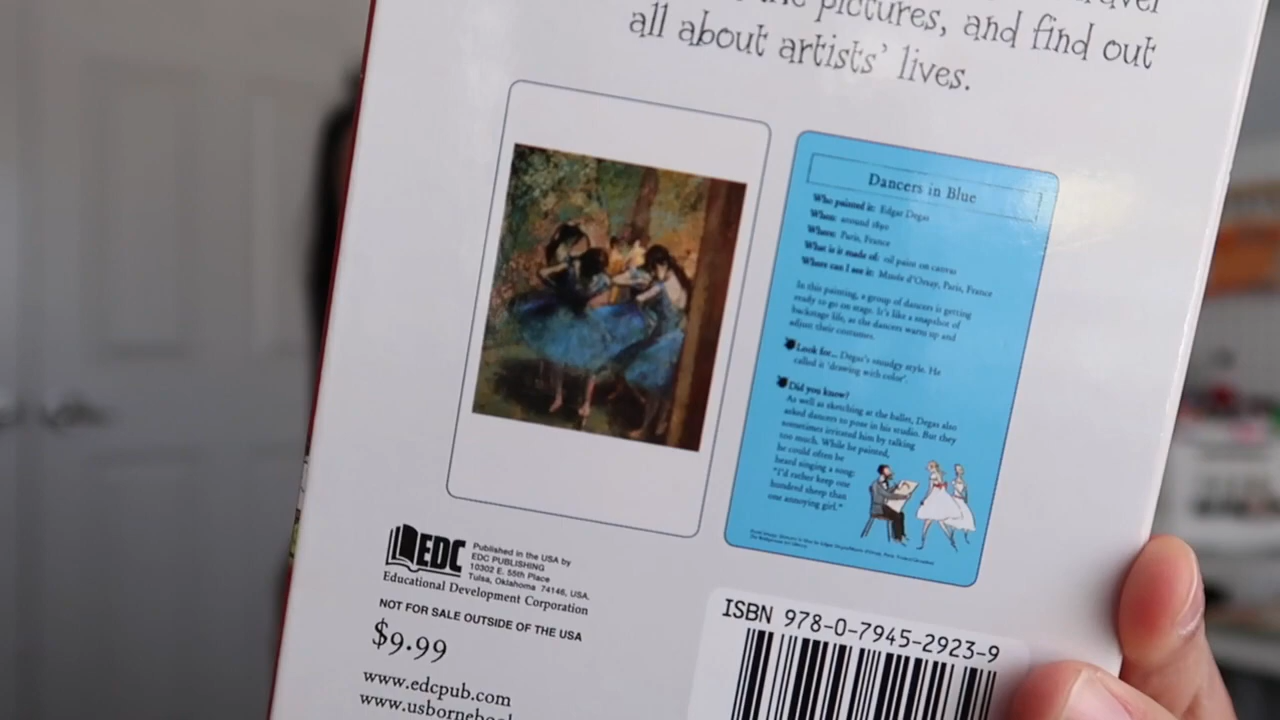 pictures, and find out
all about artists' lives.
Dancers in Blue
Who painted it: Edgar Degas
When: around 1890
Where: Paris, France
What is it made of: oil paint on canvas
Where can I see it: Musée d'Orsay, Paris, France
In this painting, a group of dancers is getting
ready to go on stage. It's like a snapshot of
backstage life, as the dancers warm up and
adjust their costumes.
Look for... Degas's smudgy style. He
called it 'drawing with color'.
Did you know?
As well as sketching at the ballet, Degas also
asked dancers to pose in his studio. But they
sometimes irritated him by talking
too much. While he painted,
he could often be
heard singing a song:
"I'd rather keep one
hundred sheep than
one annoying girl."
EDC
Published in the USA by
EDC PUBLISHING
10302 E. 55th Place
Tulsa, Oklahoma 74146, USA.
Educational Development Corporation
NOT FOR SALE OUTSIDE OF THE USA
$9.99
www.edcpub.com
ISBN 978-0-7945-2923-9